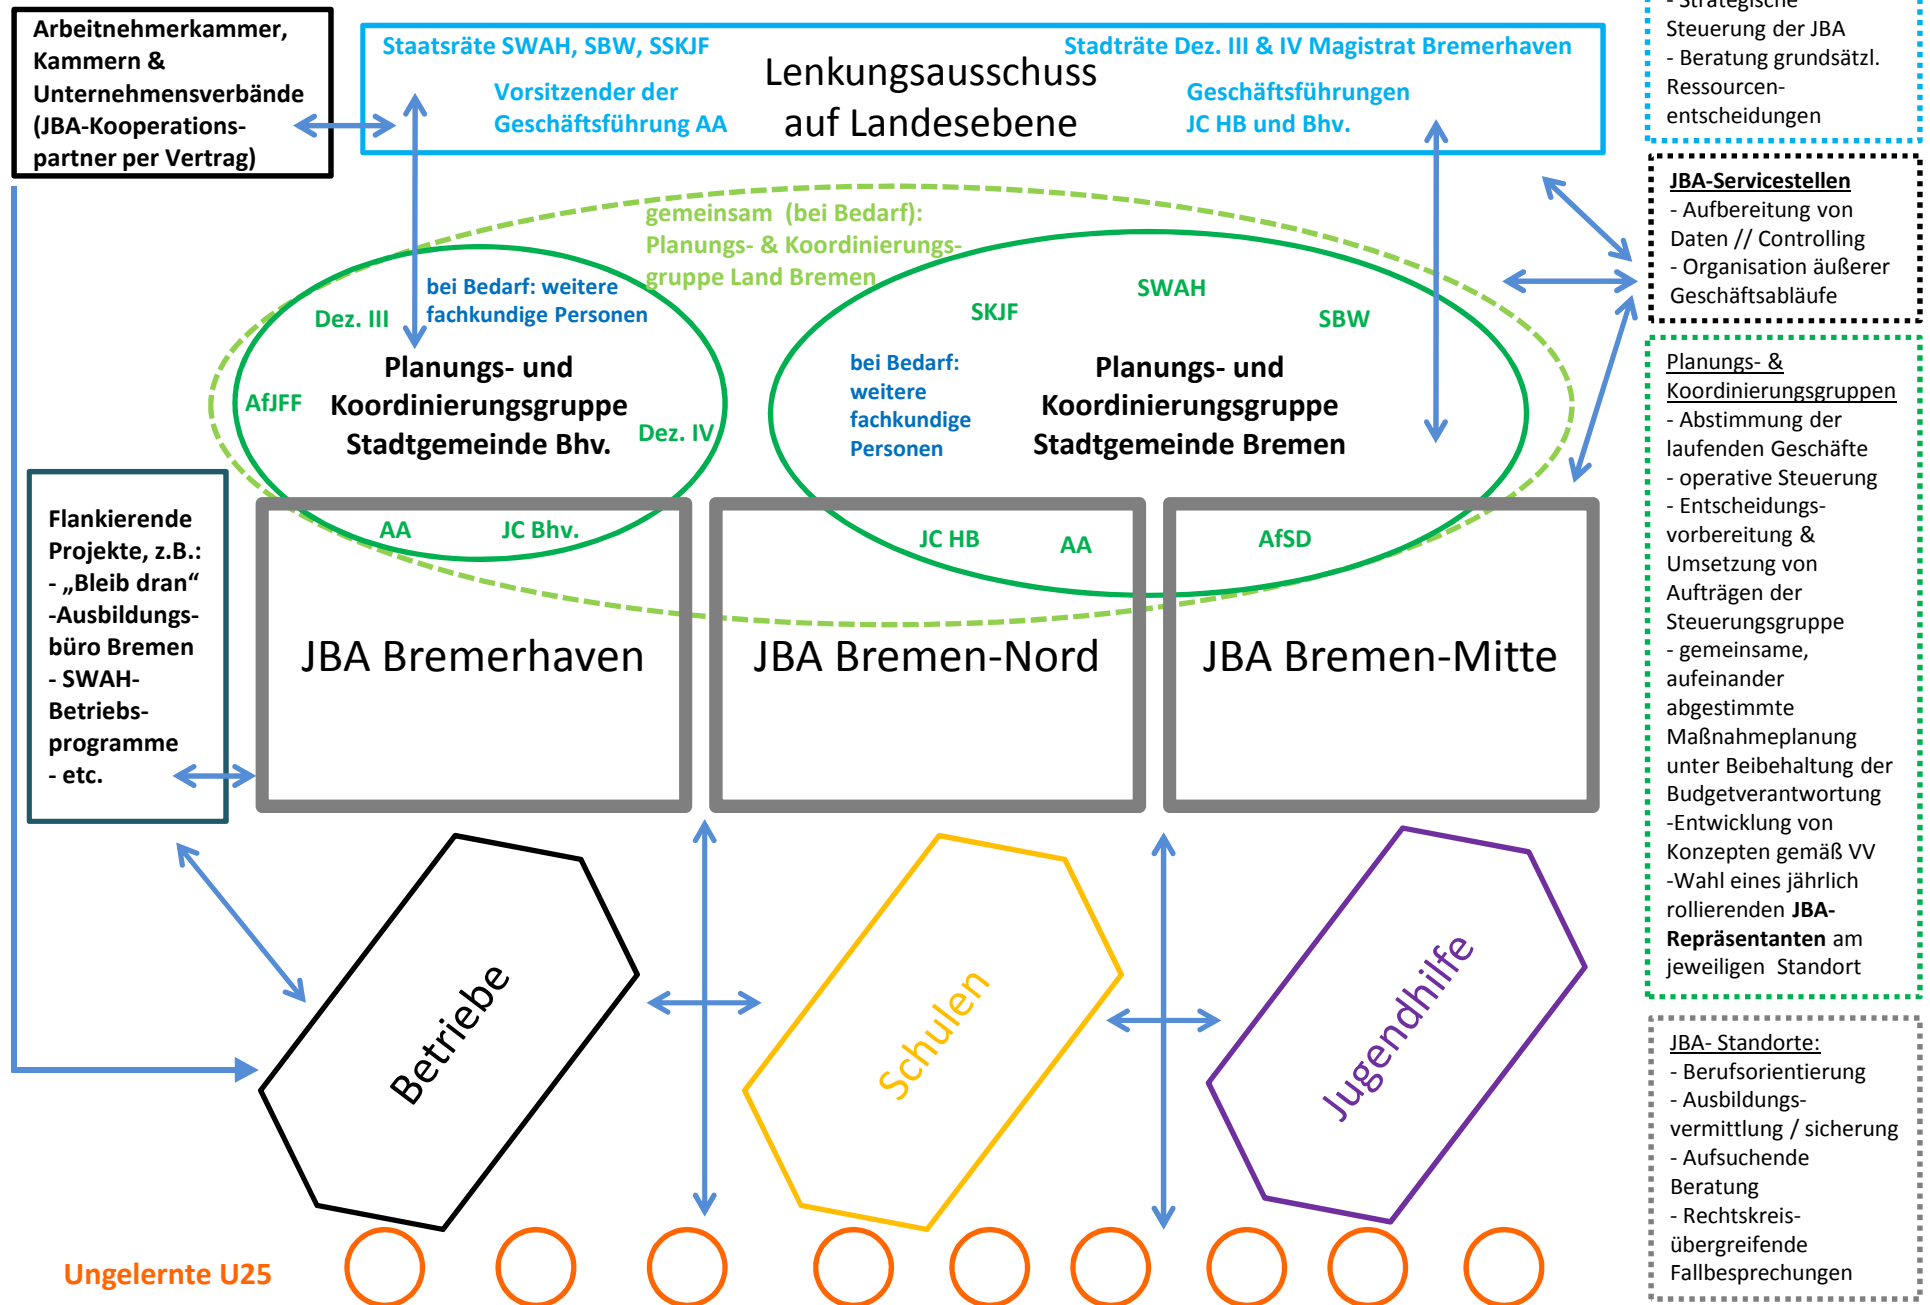 Arbeitnehmerkammer,
Kammern &
Unternehmensverbände
(JBA-Kooperations-
partner per Vertrag)
Staatsräte SWAH, SBW, SSKJF
Stadträte Dez. III & IV Magistrat Bremerhaven
Lenkungsausschuss
auf Landesebene
Vorsitzender der
Geschäftsführung AA
Geschäftsführungen
JC HB und Bhv.
- Strategische
Steuerung der JBA
- Beratung grundsätzl.
Ressourcen-
entscheidungen
JBA-Servicestellen
- Aufbereitung von
Daten // Controlling
- Organisation äußerer
Geschäftsabläufe
gemeinsam (bei Bedarf):
Planungs- & Koordinierungs-
gruppe Land Bremen
bei Bedarf: weitere
fachkundige Personen
Dez. III
AfJFF
Planungs- und
Koordinierungsgruppe
Stadtgemeinde Bhv.
Dez. IV
AA
JC Bhv.
SKJF
SWAH
SBW
bei Bedarf:
weitere
fachkundige
Personen
Planungs- und
Koordinierungsgruppe
Stadtgemeinde Bremen
JC HB
AA
AfSD
Planungs- &
Koordinierungsgruppen
- Abstimmung der
laufenden Geschäfte
- operative Steuerung
- Entscheidungs-
vorbereitung &
Umsetzung von
Aufträgen der
Steuerungsgruppe
- gemeinsame,
aufeinander
abgestimmte
Maßnahmeplanung
unter Beibehaltung der
Budgetverantwortung
-Entwicklung von
Konzepten gemäß VV
-Wahl eines jährlich
rollierenden JBA-
Repräsentanten am
jeweiligen Standort
Flankierende
Projekte, z.B.:
- „Bleib dran“
-Ausbildungs-
büro Bremen
- SWAH-
Betriebs-
programme
- etc.
JBA Bremerhaven
JBA Bremen-Nord
JBA Bremen-Mitte
Betriebe
Schulen
Jugendhilfe
JBA- Standorte:
- Berufsorientierung
- Ausbildungs-
vermittlung / sicherung
- Aufsuchende
Beratung
- Rechtskreis-
übergreifende
Fallbesprechungen
Ungelernte U25